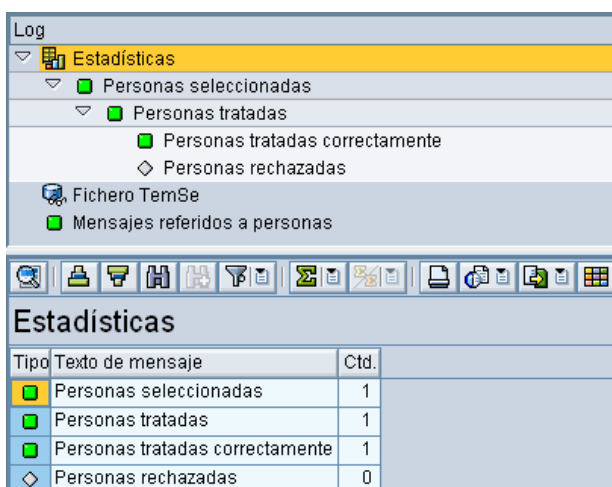 Log
Estadísticas
Personas seleccionadas
Personas tratadas
Personas tratadas correctamente
Personas rechazadas
Fichero TemSe
Mensajes referidos a personas
Estadísticas
Tipo Texto de mensaje Ctd.
Personas seleccionadas 1
Personas tratadas 1
Personas tratadas correctamente 1
Personas rechazadas 0